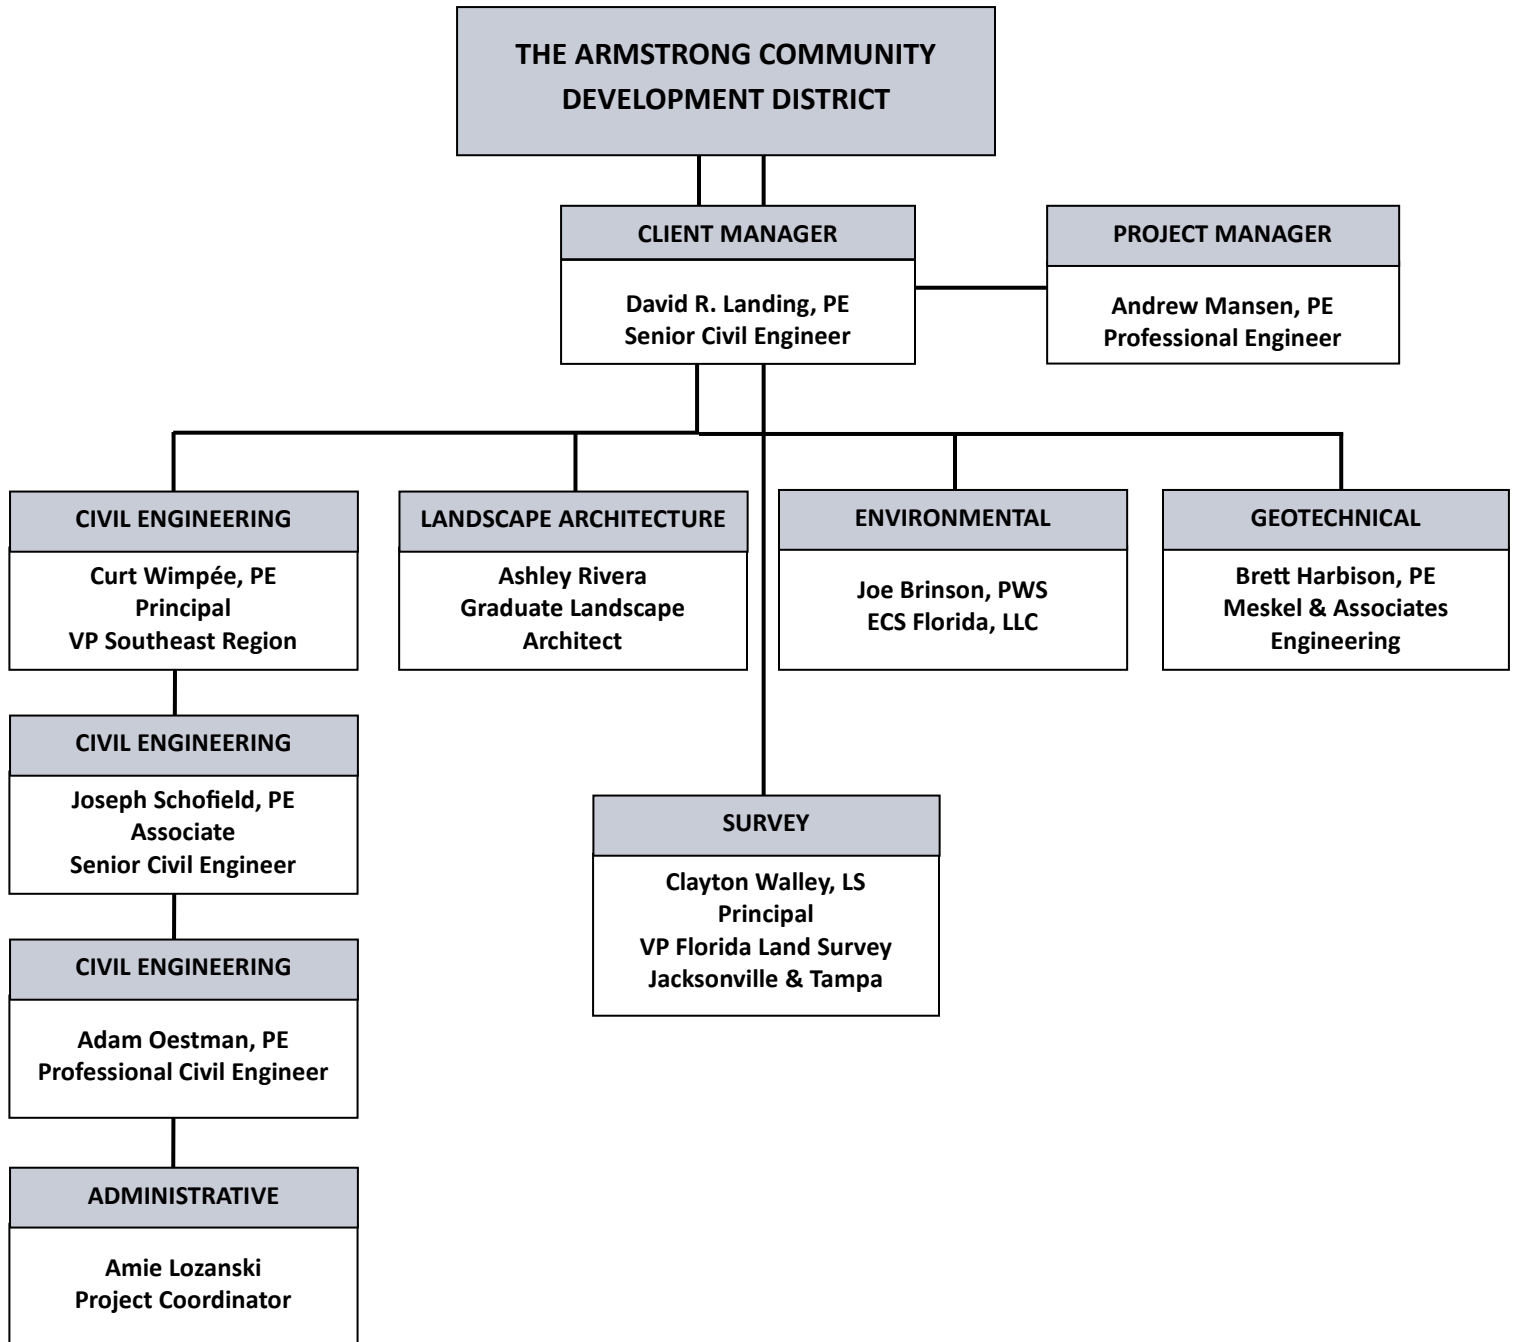 THE ARMSTRONG COMMUNITY
DEVELOPMENT DISTRICT
CLIENT MANAGER
David R. Landing, PE
Senior Civil Engineer
PROJECT MANAGER
Andrew Mansen, PE
Professional Engineer
CIVIL ENGINEERING
Curt Wimpée, PE
Principal
VP Southeast Region
LANDSCAPE ARCHITECTURE
Ashley Rivera
Graduate Landscape
Architect
ENVIRONMENTAL
Joe Brinson, PWS
ECS Florida, LLC
GEOTECHNICAL
Brett Harbison, PE
Meskel & Associates
Engineering
CIVIL ENGINEERING
Joseph Schofield, PE
Associate
Senior Civil Engineer
SURVEY
Clayton Walley, LS
Principal
VP Florida Land Survey
Jacksonville & Tampa
CIVIL ENGINEERING
Adam Oestman, PE
Professional Civil Engineer
ADMINISTRATIVE
Amie Lozanski
Project Coordinator